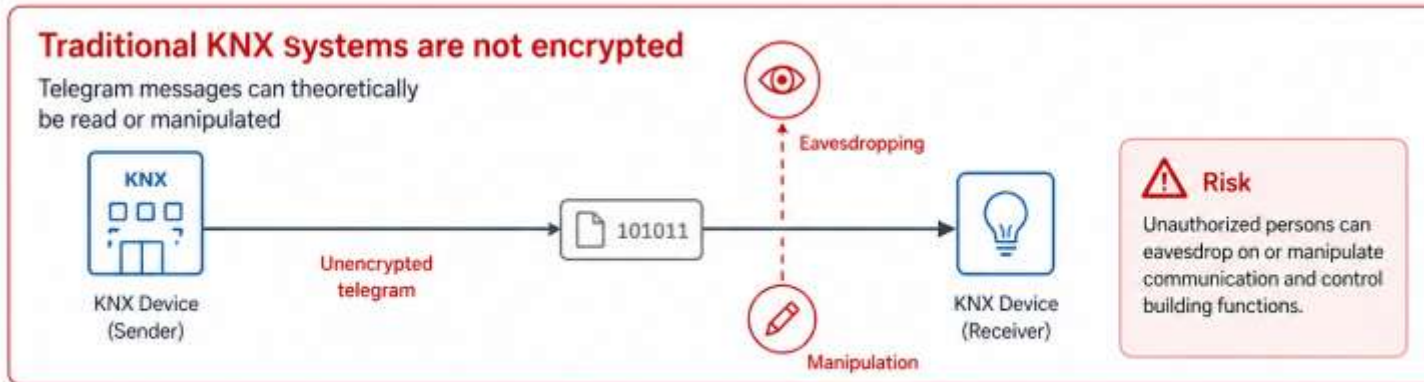 Traditional KNX systems are not encrypted
Telegram messages can theoretically
be read or manipulated
KNX
KNX Device
(Sender)
Unencrypted
telegram
101011
Eavesdropping
Manipulation
KNX Device
(Receiver)
Risk
Unauthorized persons can
eavesdrop on or manipulate
communication and control
building functions.